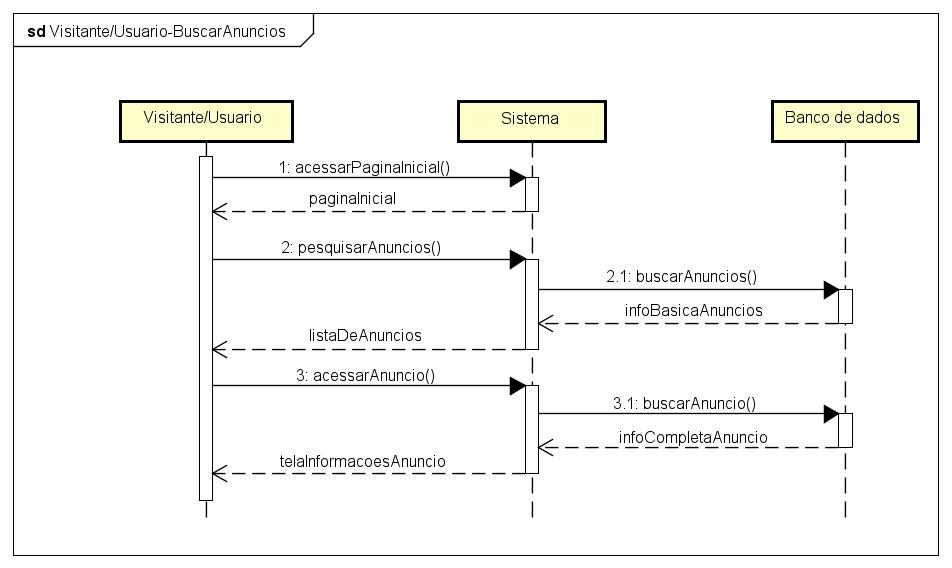 sd Visitante/Usuario-BuscarAnuncios
Visitante/Usuario
Sistema
Banco de dados
1: acessarPaginaInicial()
paginaInicial
2: pesquisarAnuncios()
2.1: buscarAnuncios()
infoBasicaAnuncios
listaDeAnuncios
3: acessarAnuncio()
3.1: buscarAnuncio()
infoCompletaAnuncio
telaInformacoesAnuncio